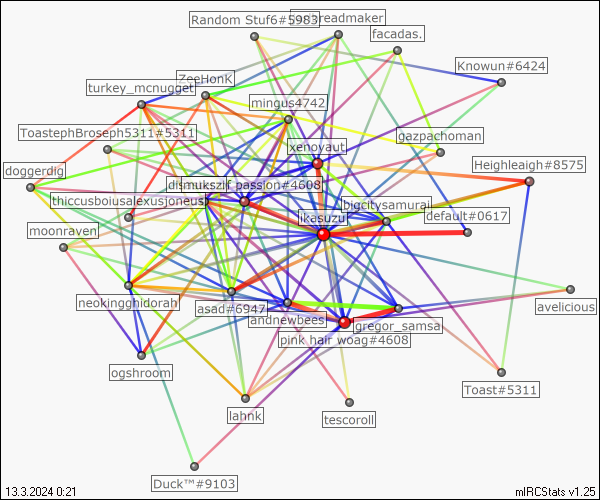 Random Stuf6#5983
readmaker
facadas.
Knowun#6424
ZeeHonK
turkey_mcnugget
mingus4742
ToastephBroseph5311#5311
gazpachoman
xenoyaut
Heighleaigh#8575
doggerdig
passion#4608
thiccusboiusalexusjoneus
bigcitysamurai
ikasuzu
default#0617
moonraven
neokingghidorah
asad#6947
avelicious
andnewbees
gregor_samsa
pink hair woag#4608
ogshroom
Toast#5311
lahnk
tescoroll
Duck™#9103
13.3.2024 0:21
mIRCStats v1.25